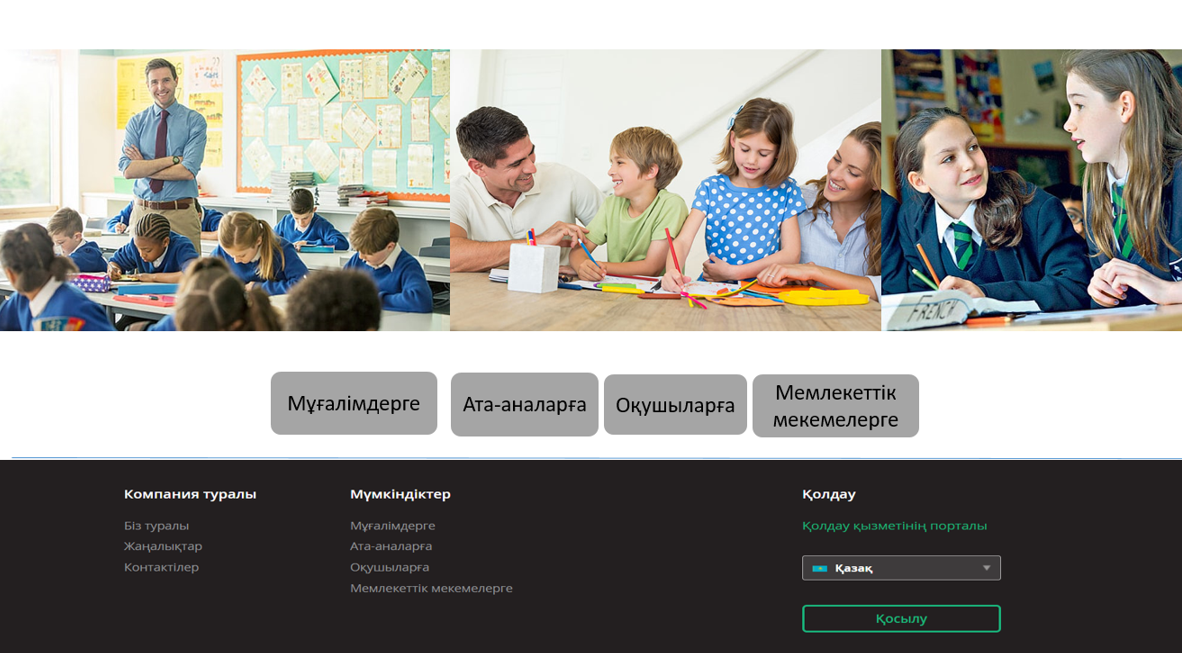 FRENCH
Мұғалімдерге
Ата-аналарға
Оқушыларға
Мемлекеттік
мекемелерге
Компания туралы
Біз туралы
Жаңалықтар
Контактілер
Мүмкіндіктер
Мұғалімдерге
Ата-аналарға
Оқушыларға
Мемлекеттік мекемелерге
Қолдау
Қолдау қызметінің порталы
Қазақ
Қосылу